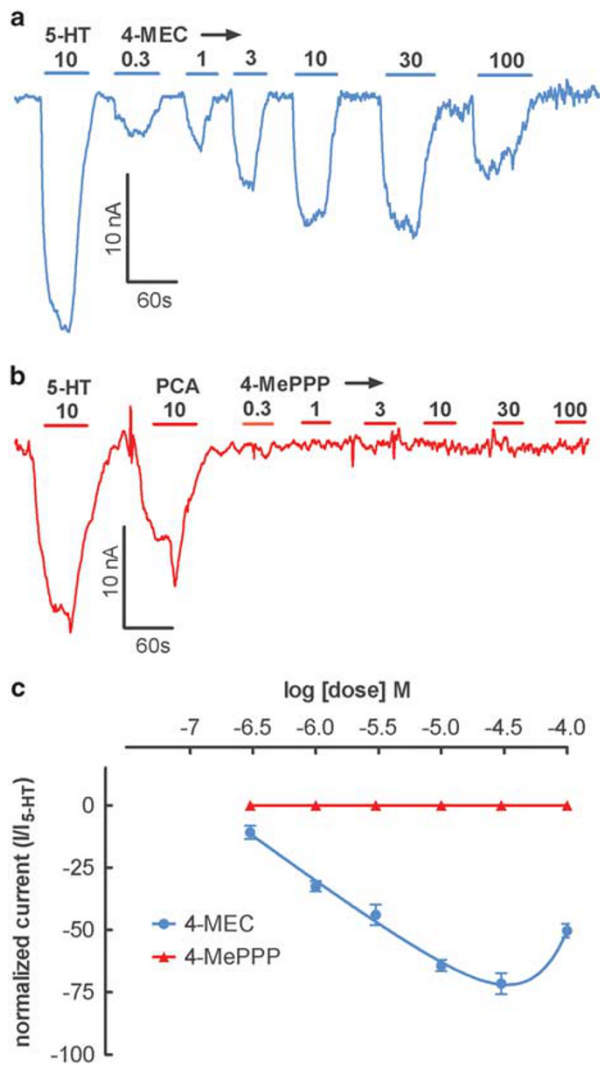 a
5-HT 4-MEC →
10 0.3 1 3 10 30 100
10 nA
60s
b
5-HT PCA 4-MePPP →
10 10 0.3 1 3 10 30 100
10 nA
60s
c
log [dose] M
-7 -6.5 -6.0 -5.5 -5.0 -4.5 -4.0
normalized current (I/I5-HT)
0
-25
-50
-75
-100
4-MEC
4-MePPP